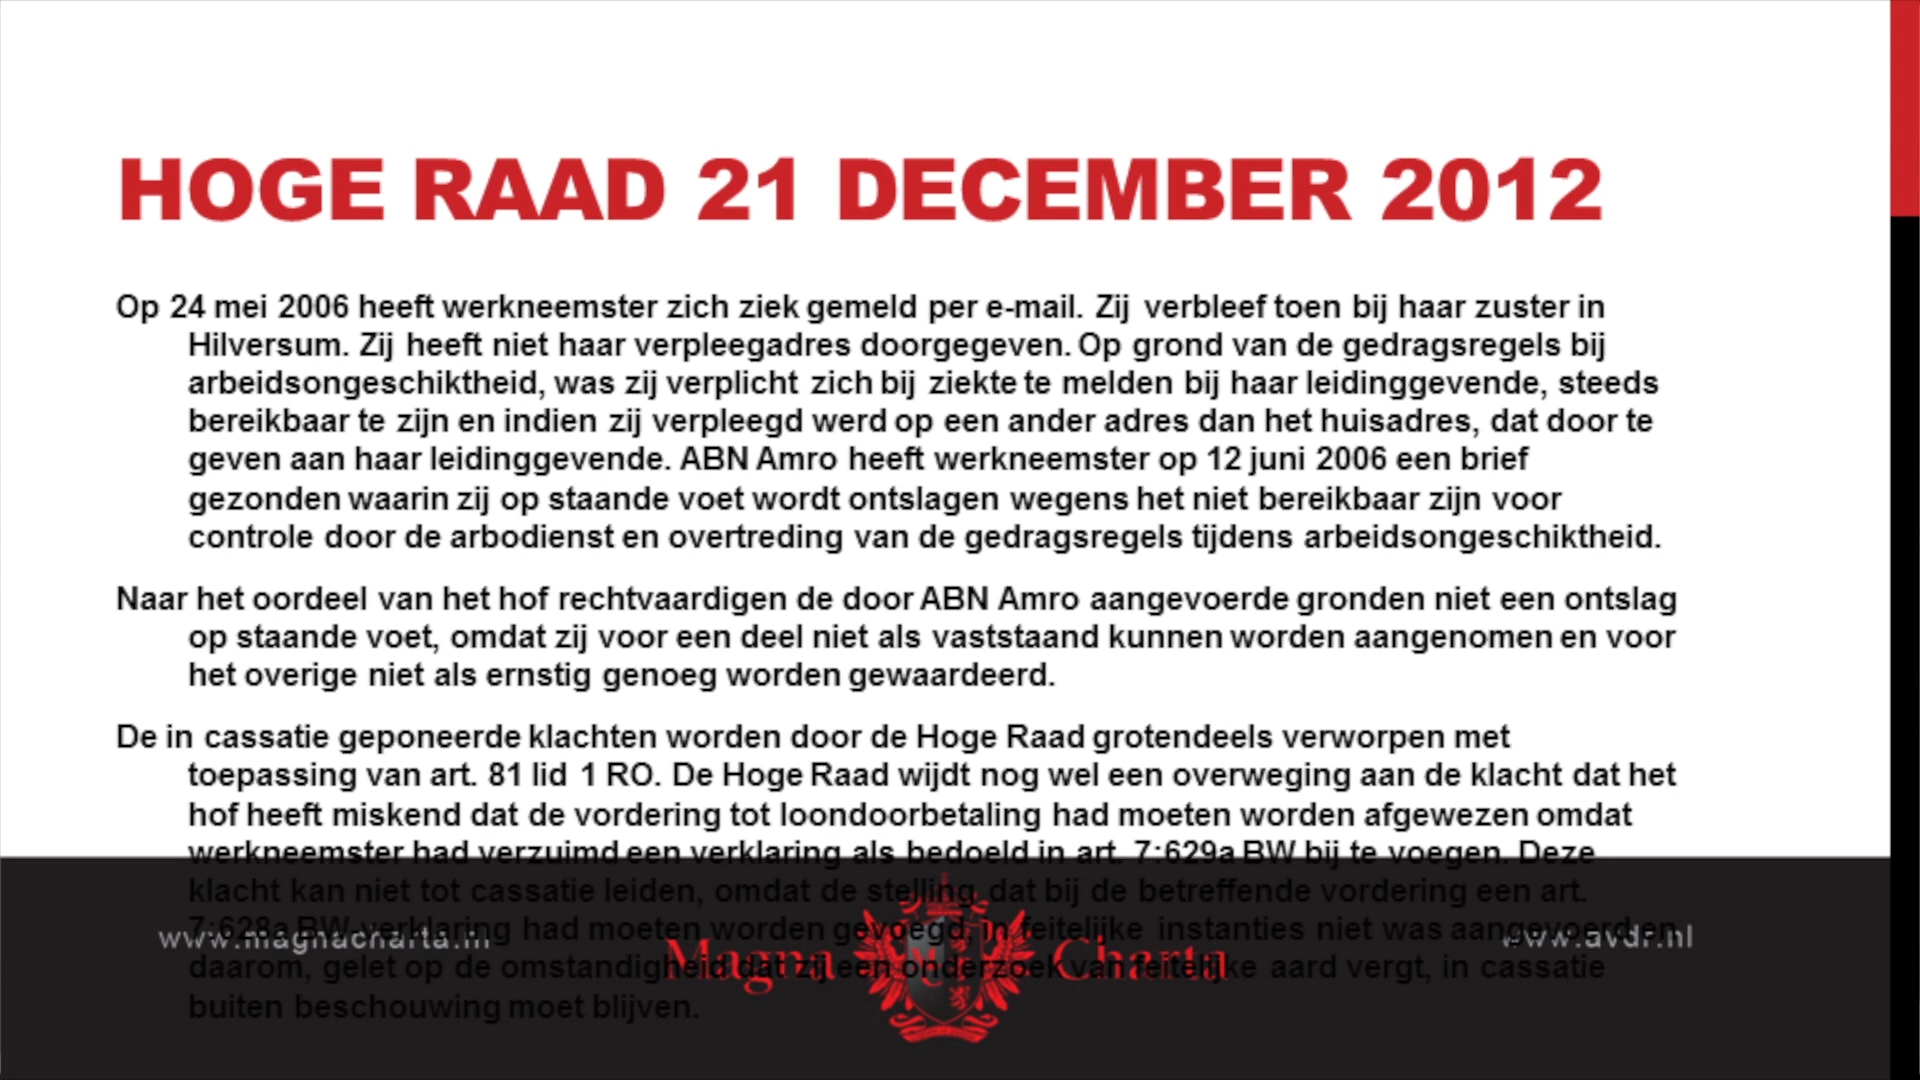 HOGE RAAD 21 DECEMBER 2012
Op 24 mei 2006 heeft werkneemster zich ziek gemeld per e-mail. Zij verbleef toen bij haar zuster in
Hilversum. Zij heeft niet haar verpleegadres doorgegeven. Op grond van de gedragsregels bij
arbeidsongeschiktheid, was zij verplicht zich bij ziekte te melden bij haar leidinggevende, steeds
bereikbaar te zijn en indien zij verpleegd werd op een ander adres dan het huisadres, dat door te
geven aan haar leidinggevende. ABN Amro heeft werkneemster op 12 juni 2006 een brief
gezonden waarin zij op staande voet wordt ontslagen wegens het niet bereikbaar zijn voor
controle door de arbodienst en overtreding van de gedragsregels tijdens arbeidsongeschiktheid.
Naar het oordeel van het hof rechtvaardigen de door ABN Amro aangevoerde gronden niet een ontslag
op staande voet, omdat zij voor een deel niet als vaststaand kunnen worden aangenomen en voor
het overige niet als ernstig genoeg worden gewaardeerd.
De in cassatie geponeerde klachten worden door de Hoge Raad grotendeels verworpen met
toepassing van art. 81 lid 1 RO. De Hoge Raad wijdt nog wel een overweging aan de klacht dat het
hof heeft miskend dat de vordering tot loondoorbetaling had moeten worden afgewezen omdat
werkneemster had verzuimd een verklaring als bedoeld in art. 7:629a BW bij te voegen. Deze
klacht kan niet tot cassatie leiden, omdat de stelling dat bij de betreffende vordering een art.
BW-verklaring had moeten worden gevoegd, in feitelijke instanties niet was aangevoerd en
daarom, gelet op de omstandigheid dat zij een onderzoek van feitelijke aard vergt, in cassatie
buiten beschouwing moet blijven.
Magna Charta
www.avdr.nl